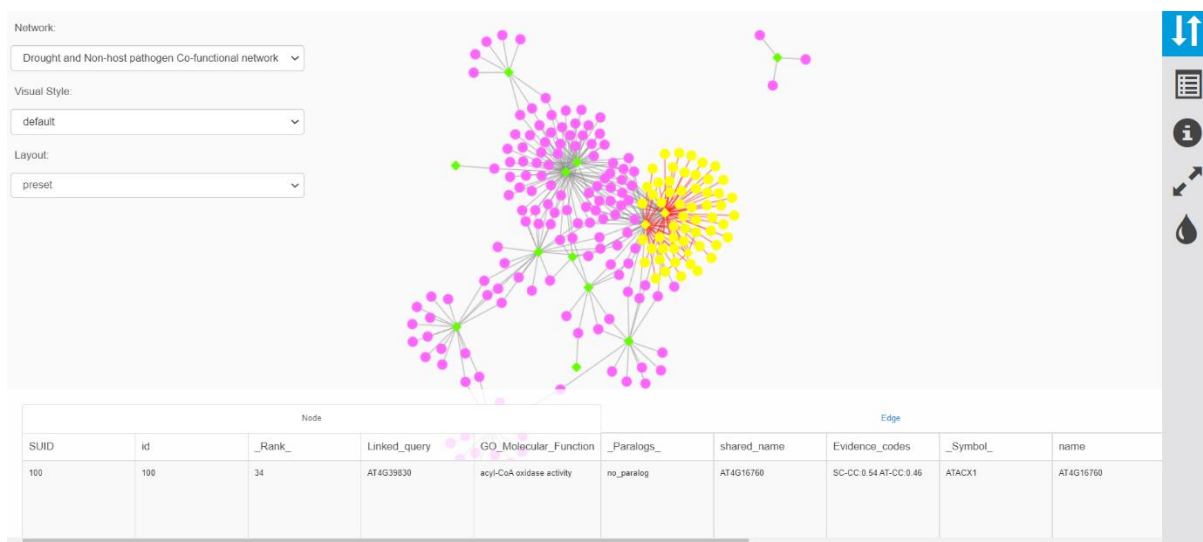 Network:
Drought and Non-host pathogen Co-functional network
Visual Style:
default
Layout:
preset
Node Edge
SUID id _Rank_ Linked_query GO_Molecular_Function _Paralogs_ shared_name Evidence_codes _Symbol_ name
100 100 34 AT4G39830 acyl-CoA oxidase activity no_paralog AT4G16760 SC-CC:0.54 AT-CC:0.46 ATACX1 AT4G16760